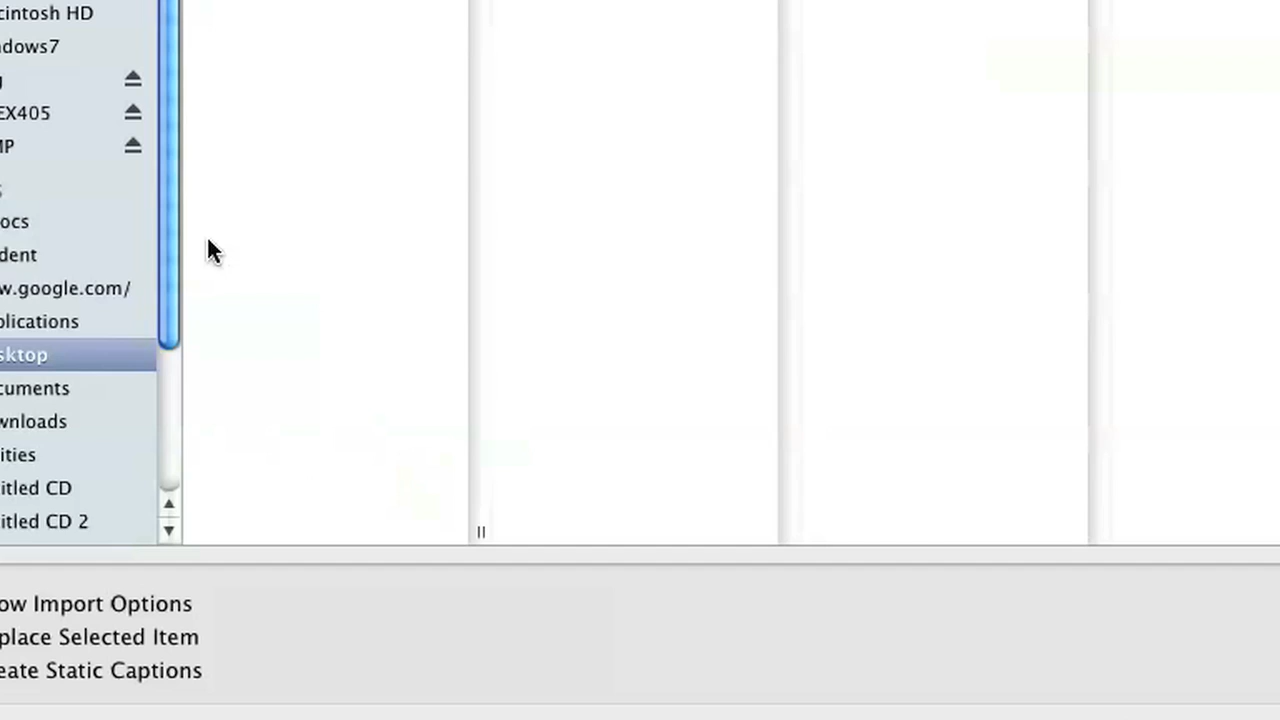 cintosh HD
ndows7
EX405
MP
ocs
dent
w.google.com/
plications
sktop
cuments
wnloads
ities
itled CD
itled CD 2
ow Import Options
place Selected Item
eate Static Captions